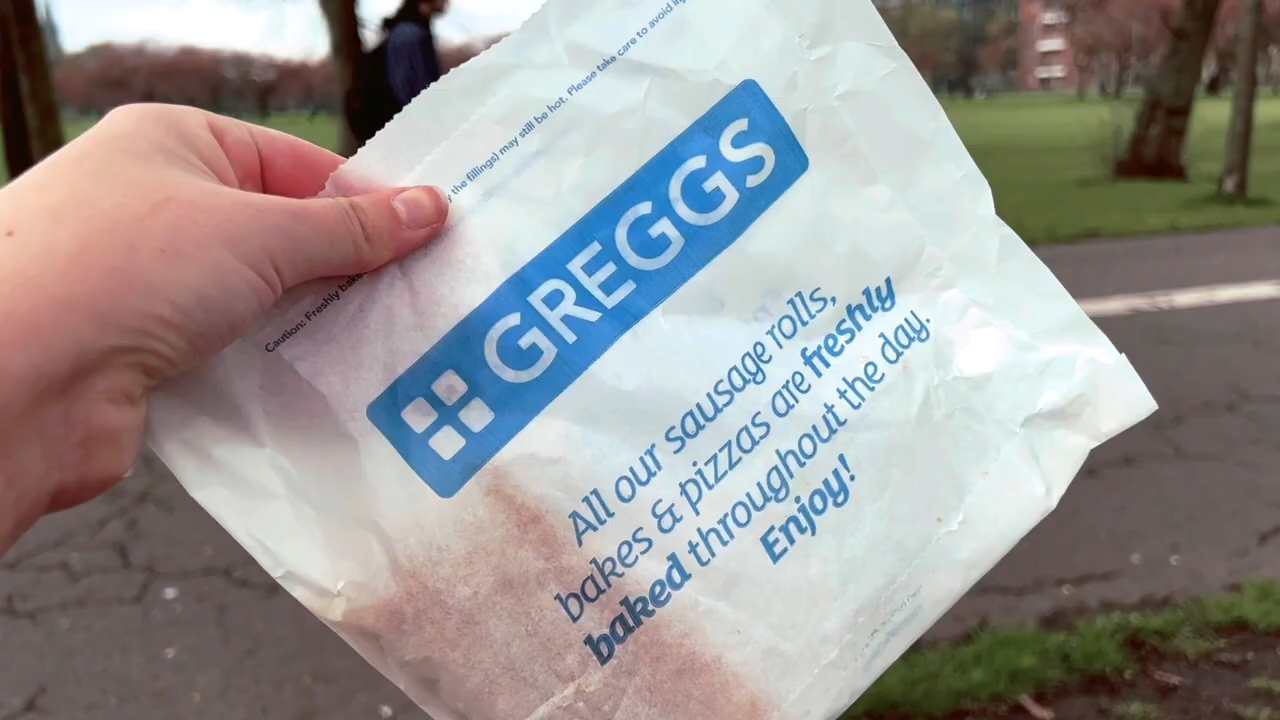 Caution: Freshly bake
y the fillings) may still be hot. Please take care to avoid
GREGGS
All our sausage rolls,
bakes & pizzas are freshly
baked throughout the day.
Enjoy!